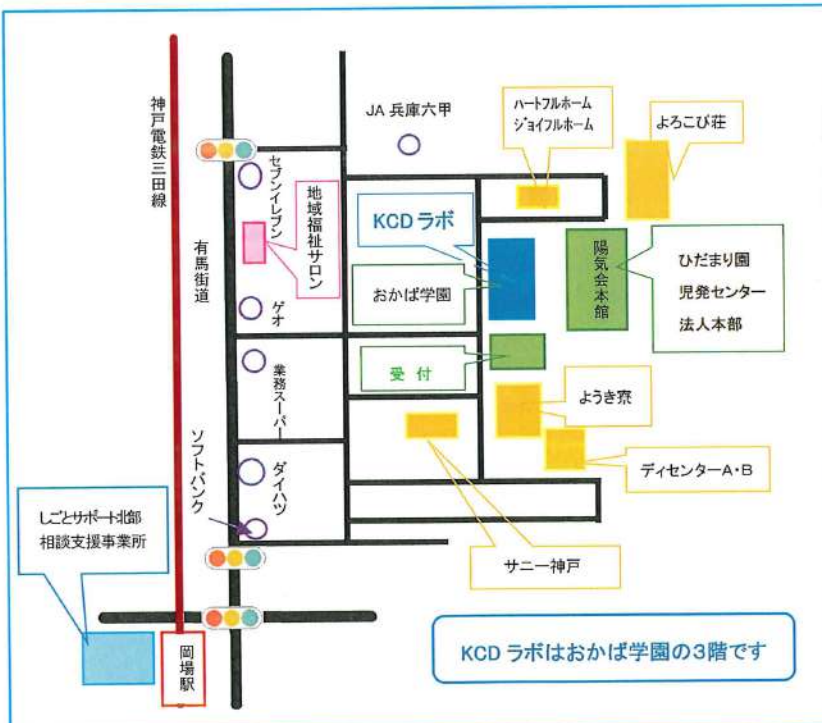 神戸電鉄三田線
有馬街道
セブンイレブン
地域福祉サロン
ゲオ
業務スーパー
ソフトバンク
ダイハツ
JA 兵庫六甲
ハートフルホーム
ジョイフルホーム
よろこび荘
KCD ラボ
おかば学園
陽気会本館
ひだまり園
児発センター
法人本部
受 付
ようき寮
ディセンターA・B
サニー神戸
しごとサポート北部
相談支援事業所
岡場駅
KCD ラボはおかば学園の3階です